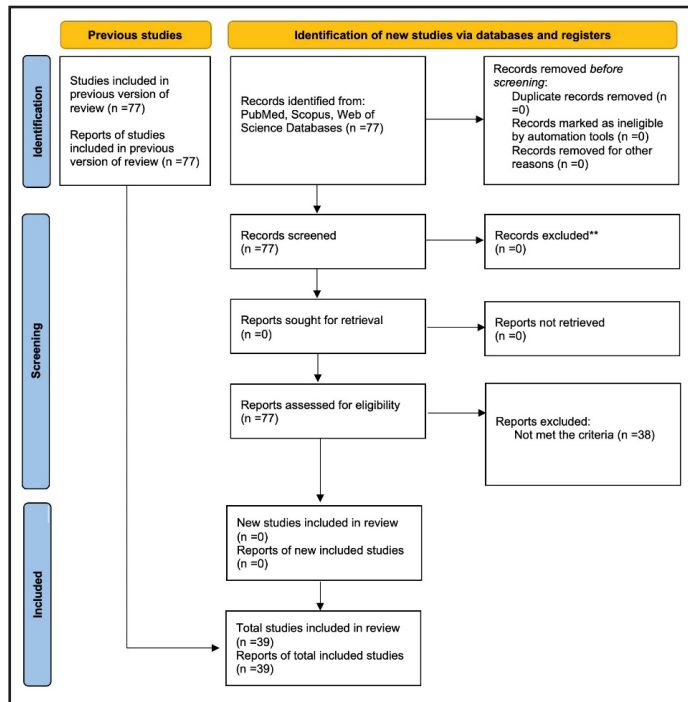 Previous studies
Identification of new studies via databases and registers
Identification
Studies included in
previous version of
review (n =77)
Reports of studies
included in previous
version of review (n =77)
Records identified from:
PubMed, Scopus, Web of
Science Databases (n =77)
Records removed before
screening:
Duplicate records removed (n
=0)
Records marked as ineligible
by automation tools (n =0)
Records removed for other
reasons (n =0)
Screening
Records screened
(n =77)
Records excluded**
(n =0)
Reports sought for retrieval
(n =0)
Reports not retrieved
(n =0)
Reports assessed for eligibility
(n =77)
Reports excluded:
Not met the criteria (n =38)
Included
New studies included in review
(n =0)
Reports of new included studies
(n =0)
Total studies included in review
(n =39)
Reports of total included studies
(n =39)